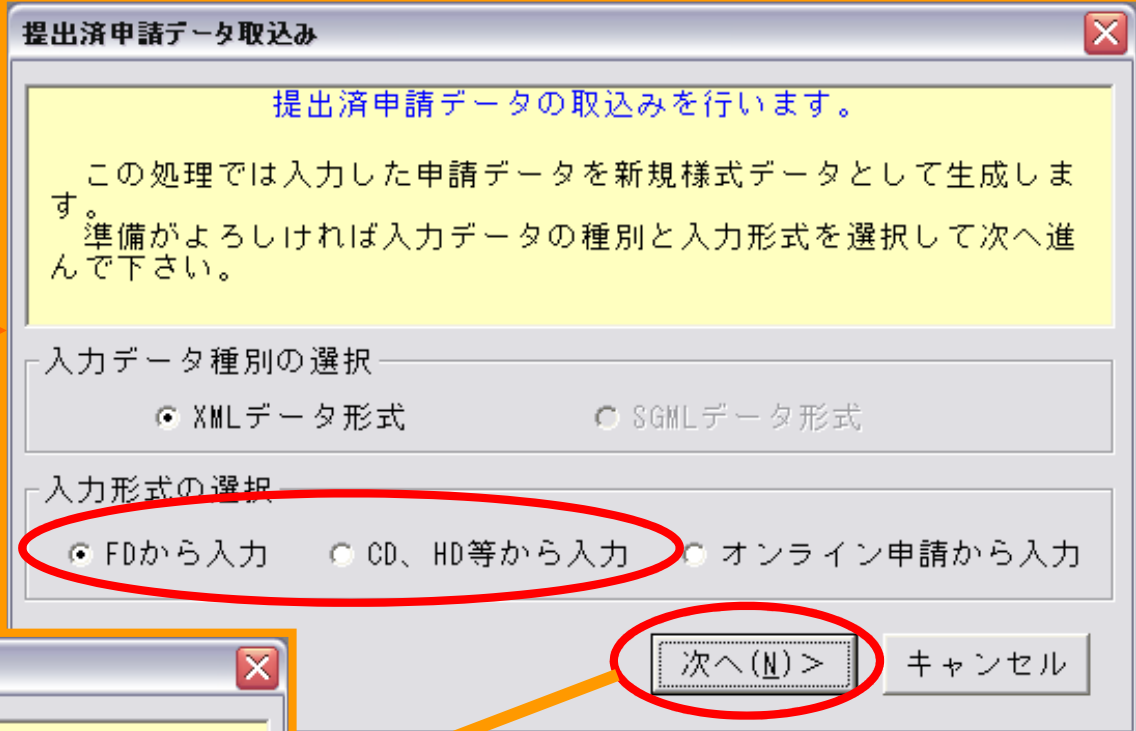 提出済申請データ取込み
提出済申請データの取込みを行います。
この処理では入力した申請データを新規様式データとして生成しま
す。
準備がよろしければ入力データの種別と入力形式を選択して次へ進
んで下さい。
入力データ種別の選択
XMLデータ形式 SGMLデータ形式
入力形式の選択
FDから入力 CD、HD等から入力 オンライン申請から入力
次へ(N)> キャンセル